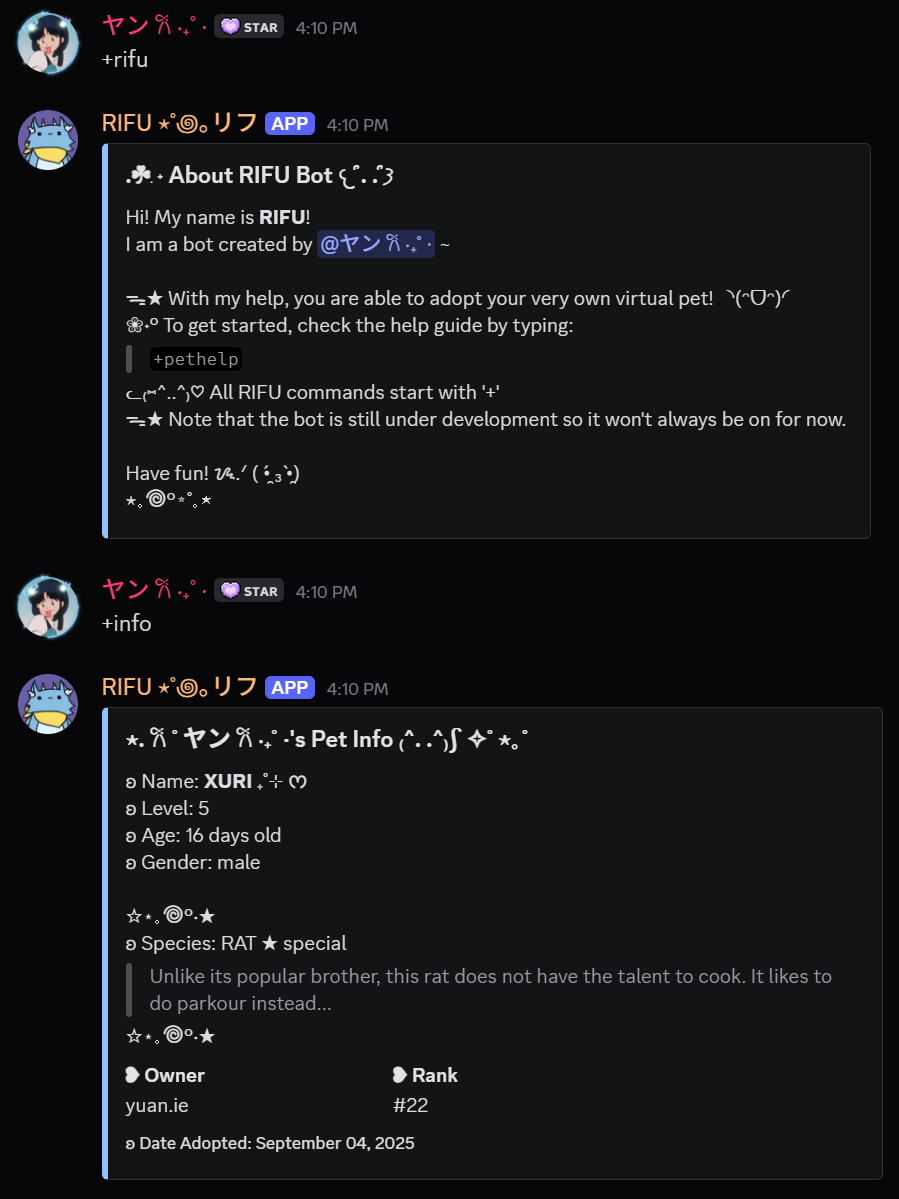 ヤン 𐙚 ‧₊˚ ⋅ STAR 4:10 PM
+rifu
RIFU ⋆˚࿔｡ リフ APP 4:10 PM
.☘︎ ݁˖ About RIFU Bot ૮₍ ˶ᵔ ᵕ ᵔ˶ ₎ა
Hi! My name is RIFU!
I am a bot created by @ヤン 𐙚 ‧₊˚ ⋅ ~
ᯓ★ With my help, you are able to adopt your very own virtual pet! ヽ(ᵔᗜᵔ)ノ
❀˖° To get started, check the help guide by typing:
+pethelp
ᓚ₍⑅^..^₎♡ All RIFU commands start with '+'
ᯓ★ Note that the bot is still under development so it won't always be on for now.
Have fun!
⋆｡꩜°⋆˚｡⋆
ヤン 𐙚 ‧₊˚ ⋅ STAR 4:10 PM
+info
RIFU ⋆˚꩜｡ リフ APP 4:10 PM
⋆. 𐙚 ˚ ヤン 𐙚 ‧₊˚ ⋅'s Pet Info ₍^. .^₎⟆ ✧˚ ⋆｡˚
ʚ Name: XURI ₊˚⊹ ᰔ
ʚ Level: 5
ʚ Age: 16 days old
ʚ Gender: male
☆⋆｡꩜°‧★
ʚ Species: RAT ★ special
Unlike its popular brother, this rat does not have the talent to cook. It likes to
do parkour instead...
☆⋆｡꩜°‧★
❥ Owner ❥ Rank
yuan.ie #22
ʚ Date Adopted: September 04, 2025